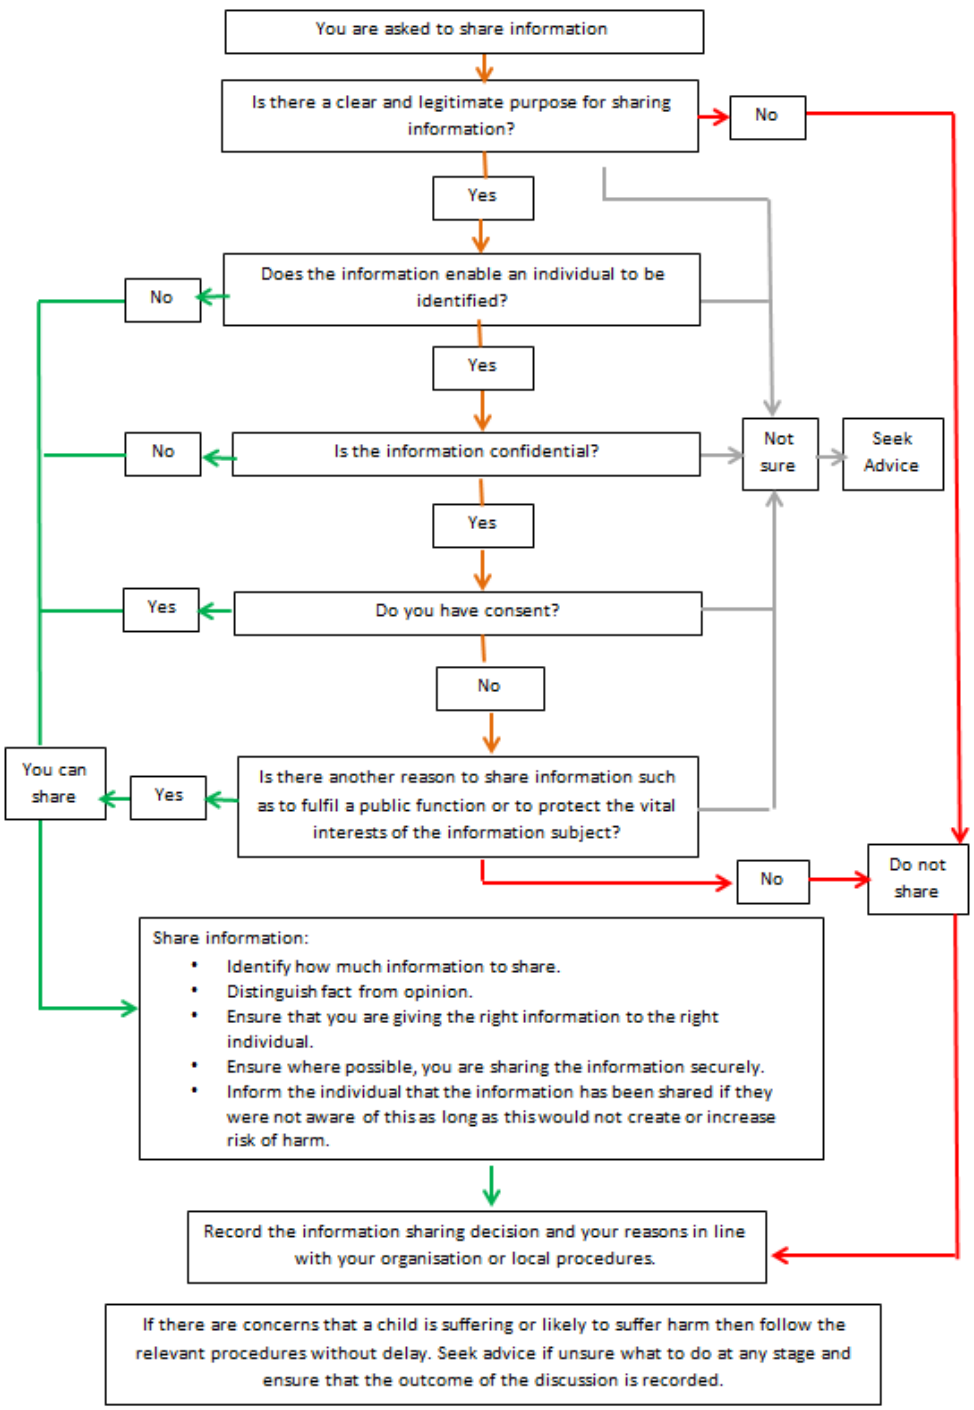 You are asked to share information
Is there a clear and legitimate purpose for sharing
information?
No
Yes
Does the information enable an individual to be
identified?
No
Yes
Is the information confidential?
No
Not
sure
Seek
Advice
Yes
Do you have consent?
Yes
No
Is there another reason to share information such
as to fulfil a public function or to protect the vital
interests of the information subject?
Yes
You can
share
No
Do not
share
Share information:
• Identify how much information to share.
• Distinguish fact from opinion.
• Ensure that you are giving the right information to the right
individual.
• Ensure where possible, you are sharing the information securely.
• Inform the individual that the information has been shared if they
were not aware of this as long as this would not create or increase
risk of harm.
Record the information sharing decision and your reasons in line
with your organisation or local procedures.
If there are concerns that a child is suffering or likely to suffer harm then follow the
relevant procedures without delay. Seek advice if unsure what to do at any stage and
ensure that the outcome of the discussion is recorded.